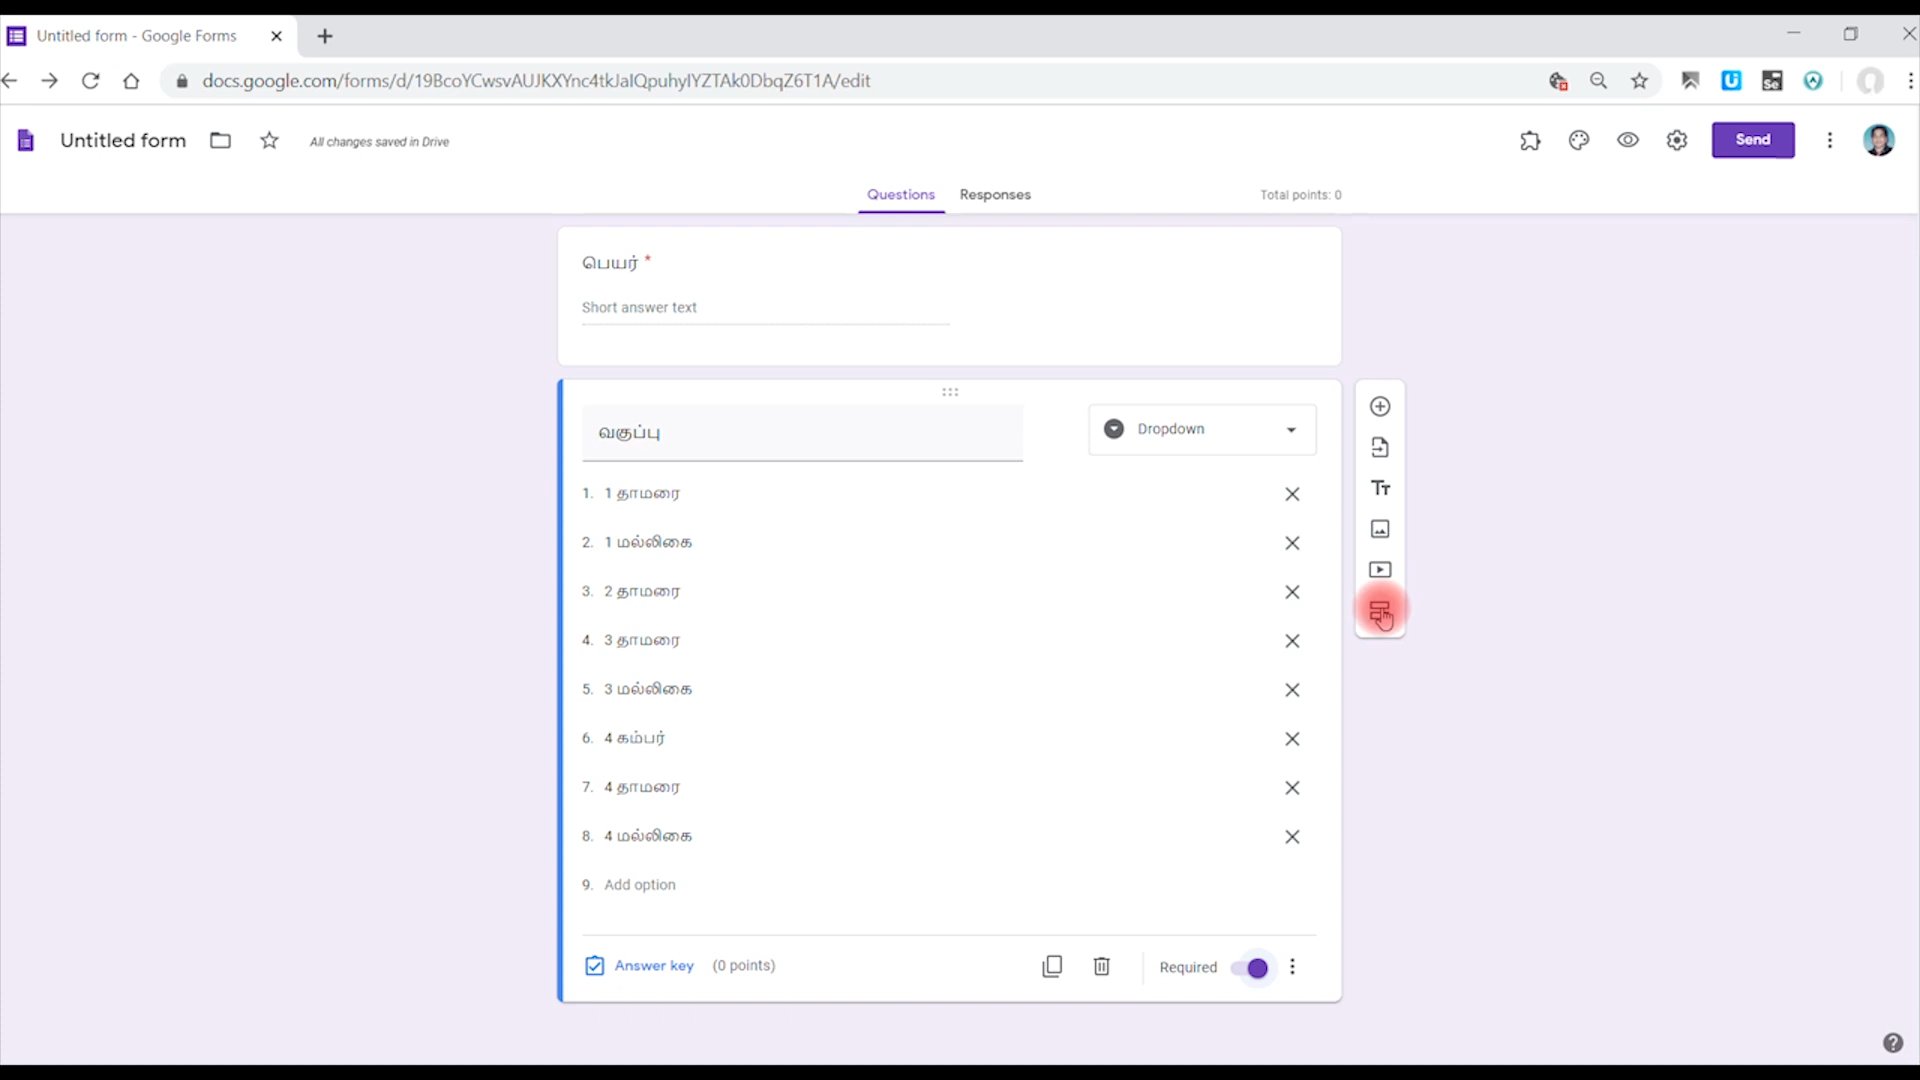 Untitled form - Google Forms
docs.google.com/forms/d/19BcoYCwsvAUJKXYnc4tkJaIQpuhyIYZTAk0DbqZ6T1A/edit
Untitled form
All changes saved in Drive
Send
Questions
Responses
Total points: 0
பெயர் *
Short answer text
வகுப்பு
Dropdown
1. 1 தாமரை
2. 1 மல்லிகை
3. 2 தாமரை
4. 3 தாமரை
5. 3 மல்லிகை
6. 4 கம்பர்
7. 4 தாமரை
8. 4 மல்லிகை
9. Add option
Answer key (0 points)
Required